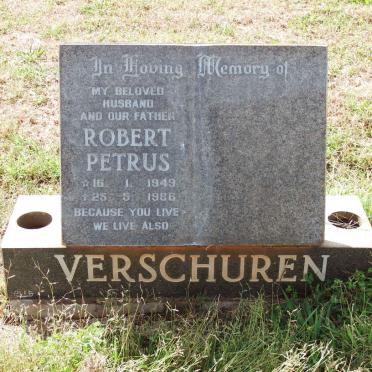 In Loving Memory of
MY BELOVED
HUSBAND
AND OUR FATHER
ROBERT
PETRUS
☆ 16 1 1949
† 25 5 1986
BECAUSE YOU LIVE
WE LIVE ALSO
VERSCHUREN